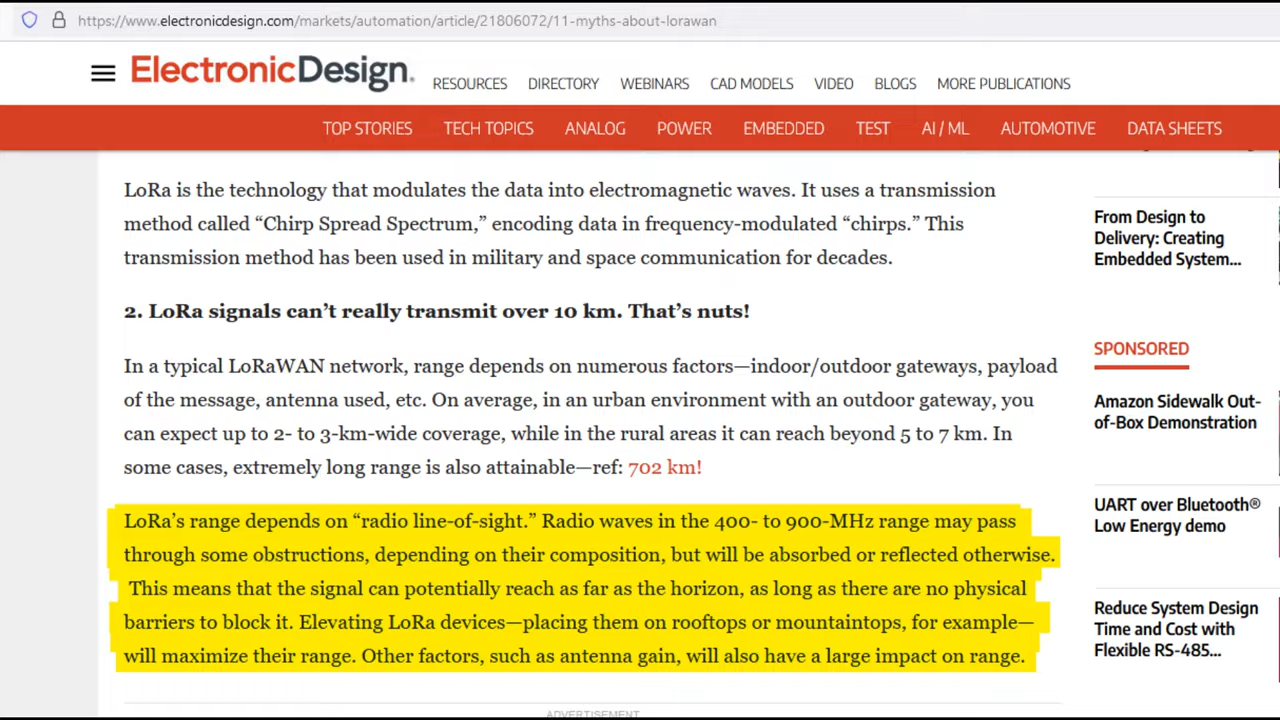 https://www.electronicdesign.com/markets/automation/article/21806072/11-myths-about-lorawan
ElectronicDesign.
RESOURCES DIRECTORY WEBINARS CAD MODELS VIDEO BLOGS MORE PUBLICATIONS
TOP STORIES TECH TOPICS ANALOG POWER EMBEDDED TEST AI / ML AUTOMOTIVE DATA SHEETS
LoRa is the technology that modulates the data into electromagnetic waves. It uses a transmission
method called “Chirp Spread Spectrum,” encoding data in frequency-modulated “chirps.” This
transmission method has been used in military and space communication for decades.
2. LoRa signals can’t really transmit over 10 km. That’s nuts!
In a typical LoRaWAN network, range depends on numerous factors—indoor/outdoor gateways, payload
of the message, antenna used, etc. On average, in an urban environment with an outdoor gateway, you
can expect up to 2- to 3-km-wide coverage, while in the rural areas it can reach beyond 5 to 7 km. In
some cases, extremely long range is also attainable—ref: 702 km!
LoRa’s range depends on “radio line-of-sight.” Radio waves in the 400- to 900-MHz range may pass
through some obstructions, depending on their composition, but will be absorbed or reflected otherwise.
This means that the signal can potentially reach as far as the horizon, as long as there are no physical
barriers to block it. Elevating LoRa devices—placing them on rooftops or mountaintops, for example—
will maximize their range. Other factors, such as antenna gain, will also have a large impact on range.
ADVERTISEMENT
From Design to
Delivery: Creating
Embedded System...
SPONSORED
Amazon Sidewalk Out-
of-Box Demonstration
UART over Bluetooth®
Low Energy demo
Reduce System Design
Time and Cost with
Flexible RS-485...